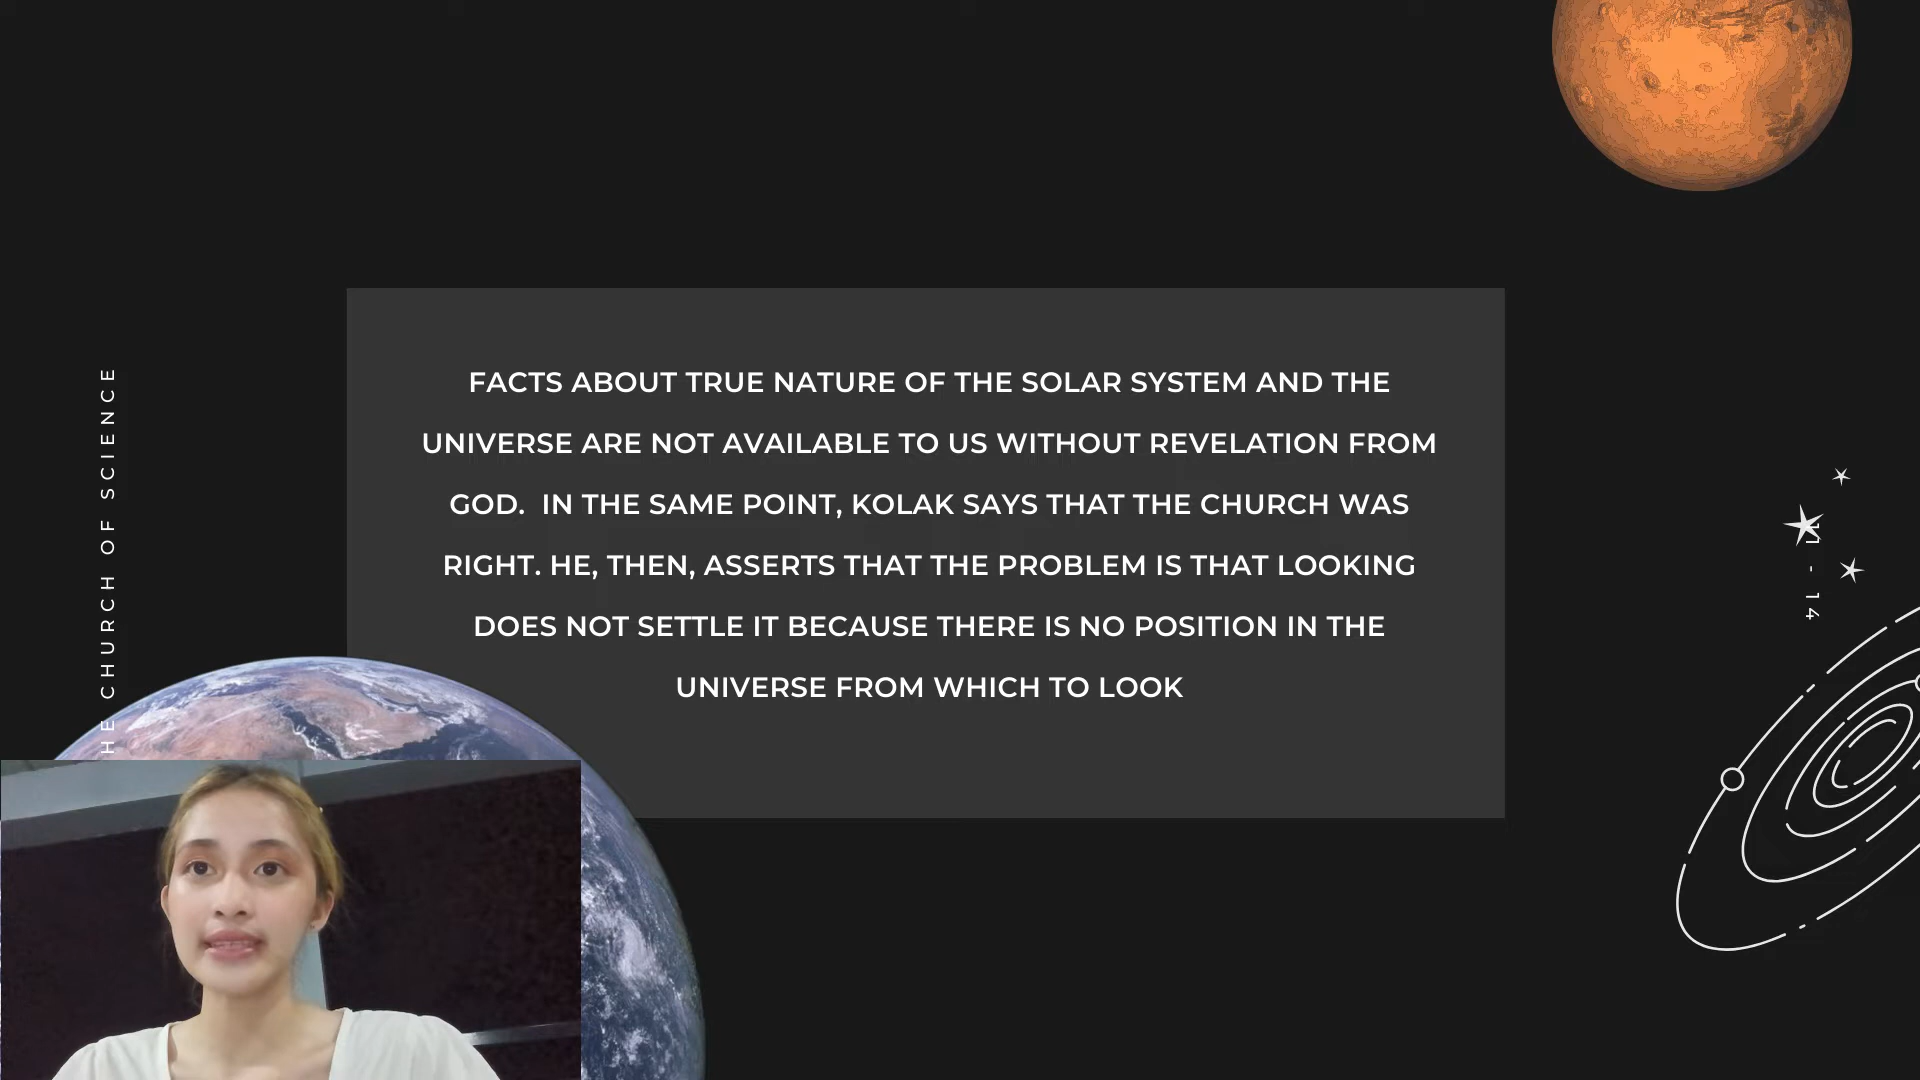 FACTS ABOUT TRUE NATURE OF THE SOLAR SYSTEM AND THE
UNIVERSE ARE NOT AVAILABLE TO US WITHOUT REVELATION FROM
GOD.  IN THE SAME POINT, KOLAK SAYS THAT THE CHURCH WAS
RIGHT. HE, THEN, ASSERTS THAT THE PROBLEM IS THAT LOOKING
DOES NOT SETTLE IT BECAUSE THERE IS NO POSITION IN THE
UNIVERSE FROM WHICH TO LOOK
CHURCH OF SCIENCE
- 14